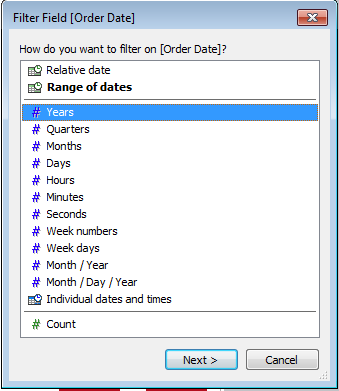 Filter Field [Order Date]
How do you want to filter on [Order Date]?
Relative date
Range of dates
# Years
# Quarters
# Months
# Days
# Hours
# Minutes
# Seconds
# Week numbers
# Week days
# Month / Year
# Month / Day / Year
Individual dates and times
# Count
Next > Cancel